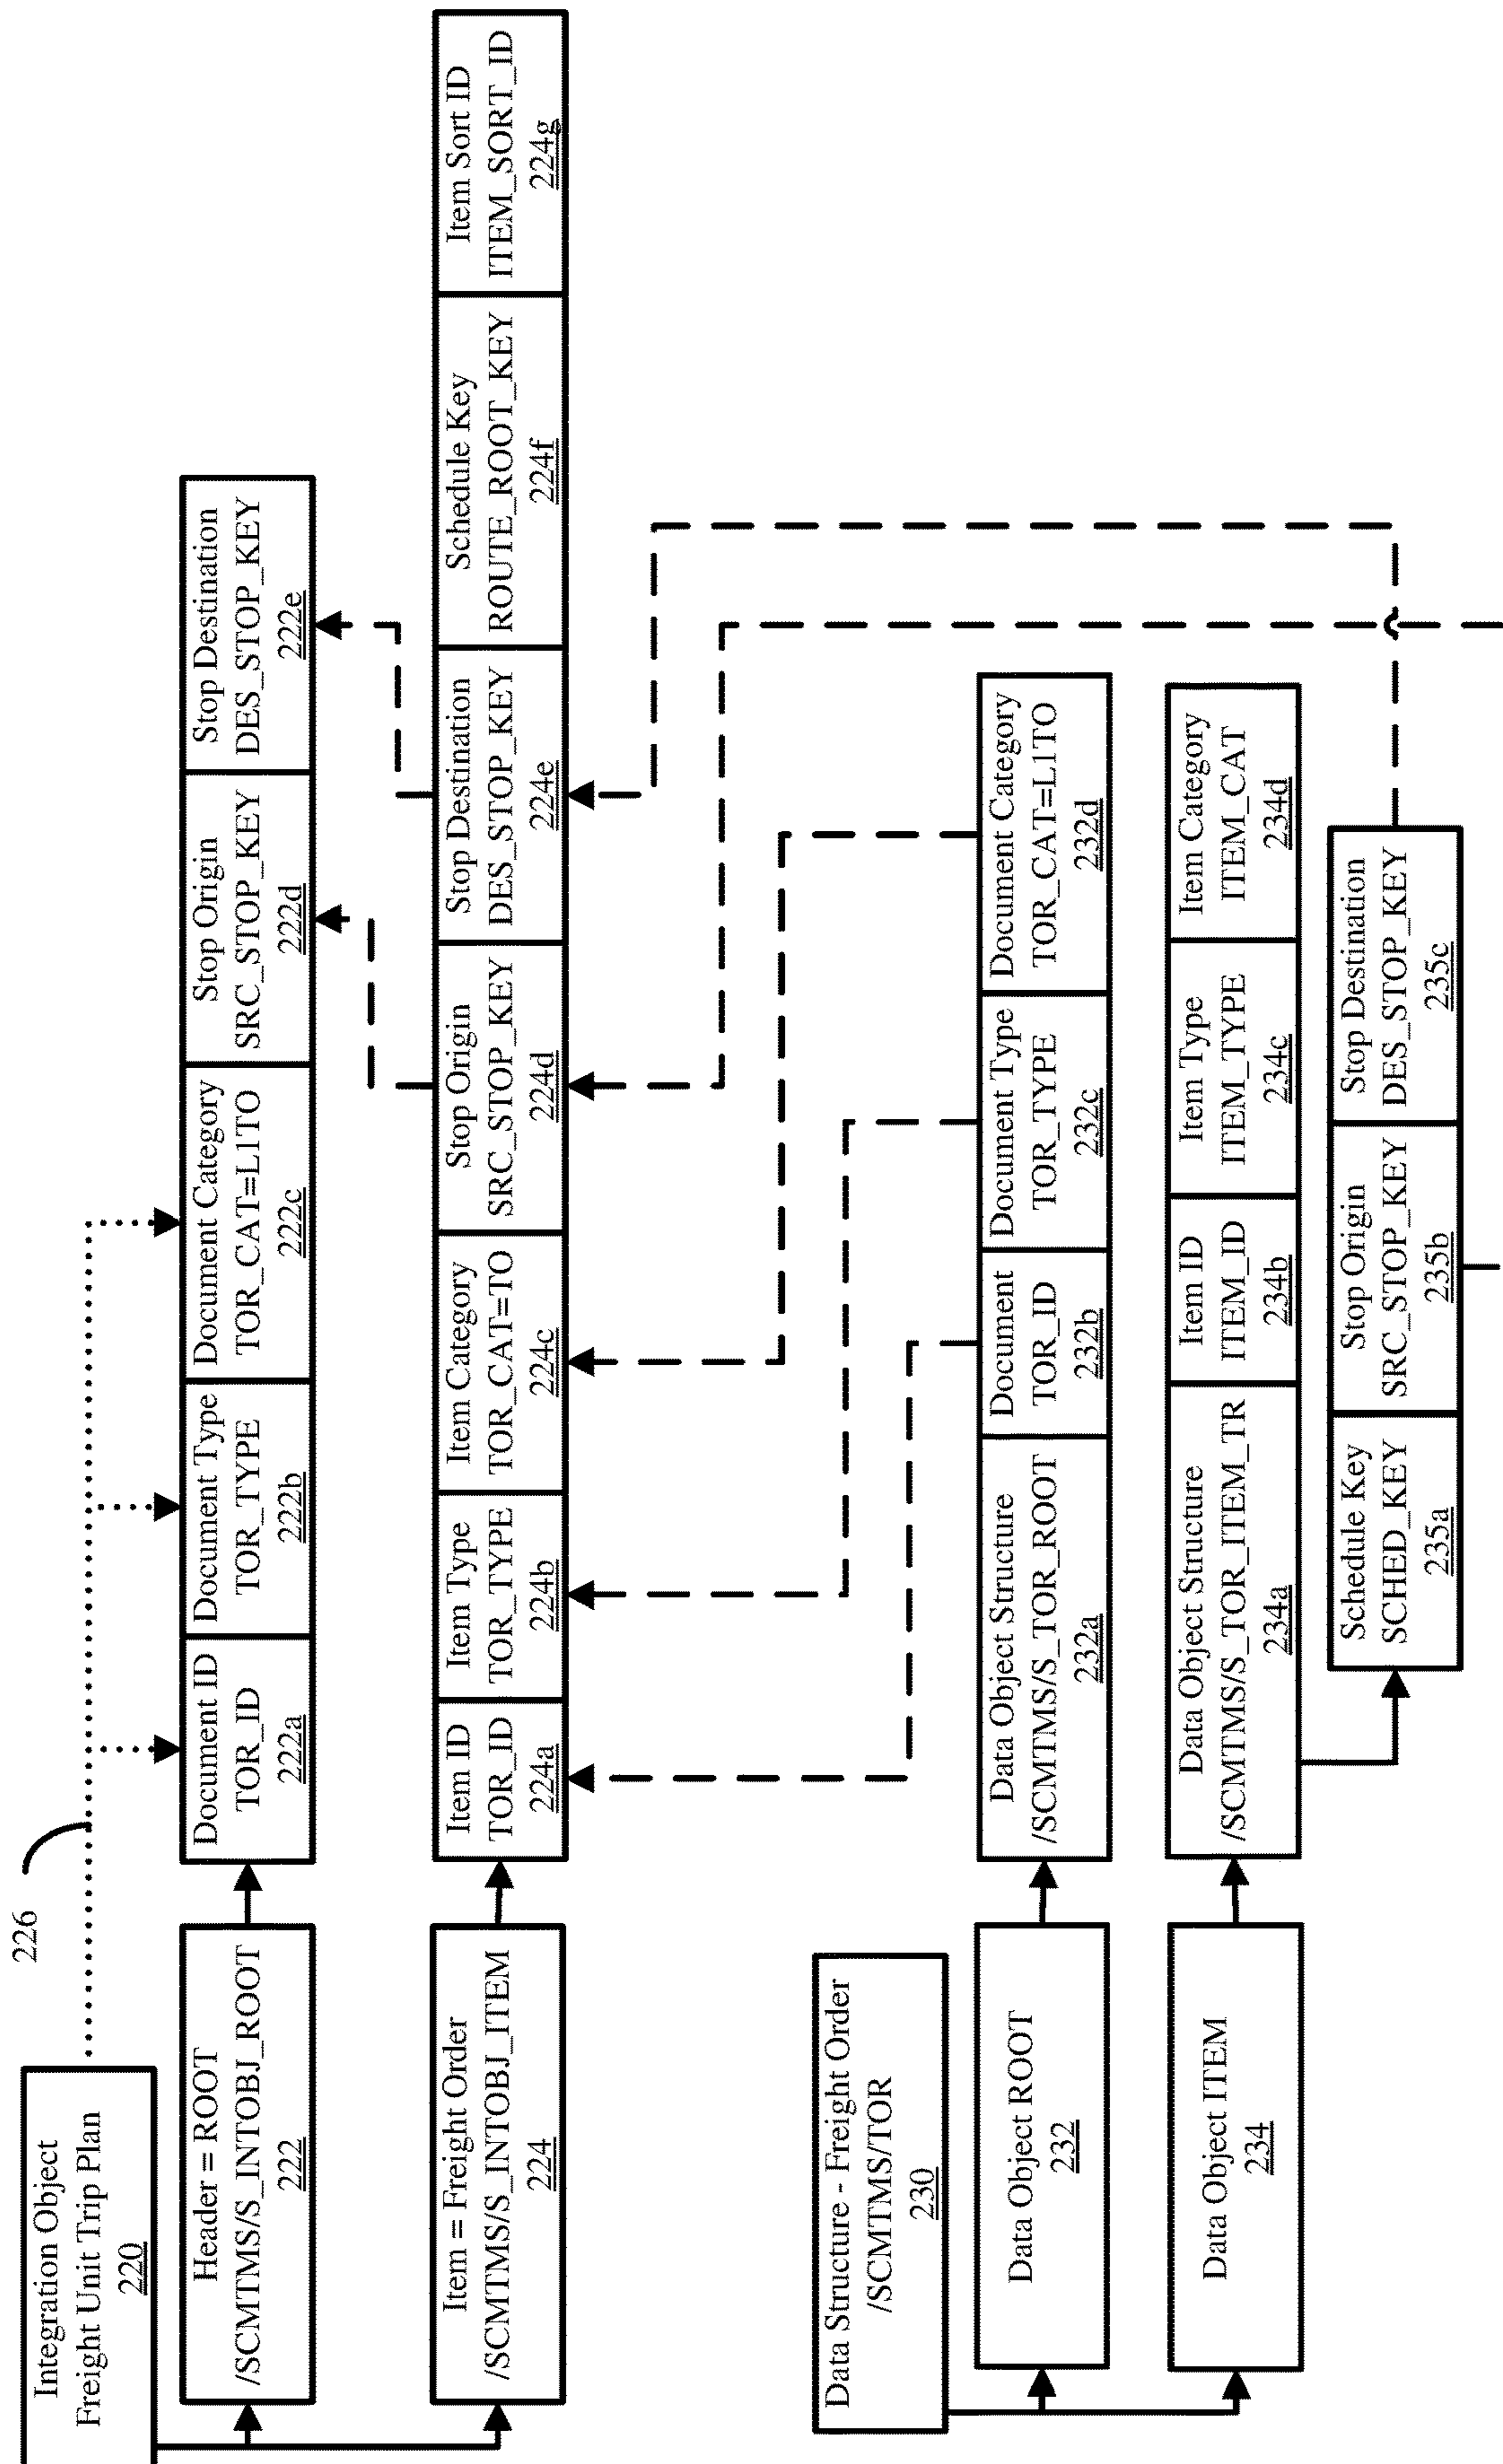 Integration Object
Freight Unit Trip Plan
220
226
Header = ROOT
/SCMTMS/S_INTOBJ_ROOT
222
Document ID
TOR_ID
222a
Document Type
TOR_TYPE
222b
Document Category
TOR_CAT=L1TO
222c
Stop Origin
SRC_STOP_KEY
222d
Stop Destination
DES_STOP_KEY
222e
Item = Freight Order
/SCMTMS/S_INTOBJ_ITEM
224
Item ID
TOR_ID
224a
Item Type
TOR_TYPE
224b
Item Category
TOR_CAT=TO
224c
Stop Origin
SRC_STOP_KEY
224d
Stop Destination
DES_STOP_KEY
224e
Schedule Key
ROUTE_ROOT_KEY
224f
Item Sort ID
ITEM_SORT_ID
224g
Data Structure - Freight Order
/SCMTMS/TOR
230
Data Object ROOT
232
Data Object Structure
/SCMTMS/S_TOR_ROOT
232a
Document
TOR_ID
232b
Document Type
TOR_TYPE
232c
Document Category
TOR_CAT=L1TO
232d
Data Object ITEM
234
Data Object Structure
/SCMTMS/S_TOR_ITEM_TR
234a
Item ID
ITEM_ID
234b
Item Type
ITEM_TYPE
234c
Item Category
ITEM_CAT
234d
Schedule Key
SCHED_KEY
235a
Stop Origin
SRC_STOP_KEY
235b
Stop Destination
DES_STOP_KEY
235c